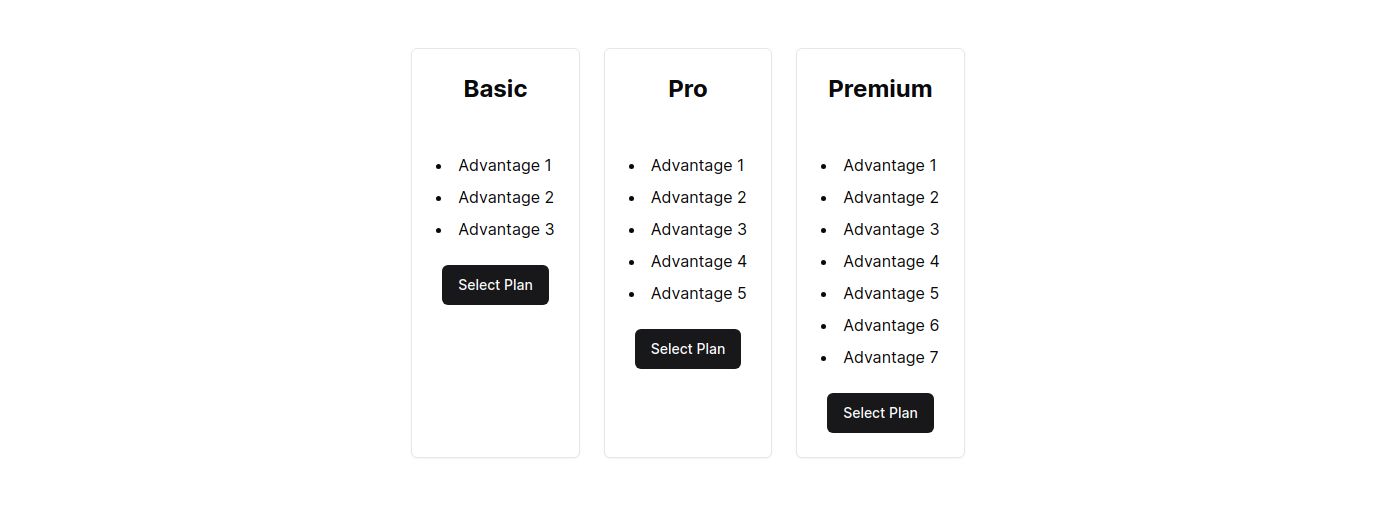 Basic
Advantage 1
Advantage 2
Advantage 3
Select Plan
Pro
Advantage 1
Advantage 2
Advantage 3
Advantage 4
Advantage 5
Select Plan
Premium
Advantage 1
Advantage 2
Advantage 3
Advantage 4
Advantage 5
Advantage 6
Advantage 7
Select Plan